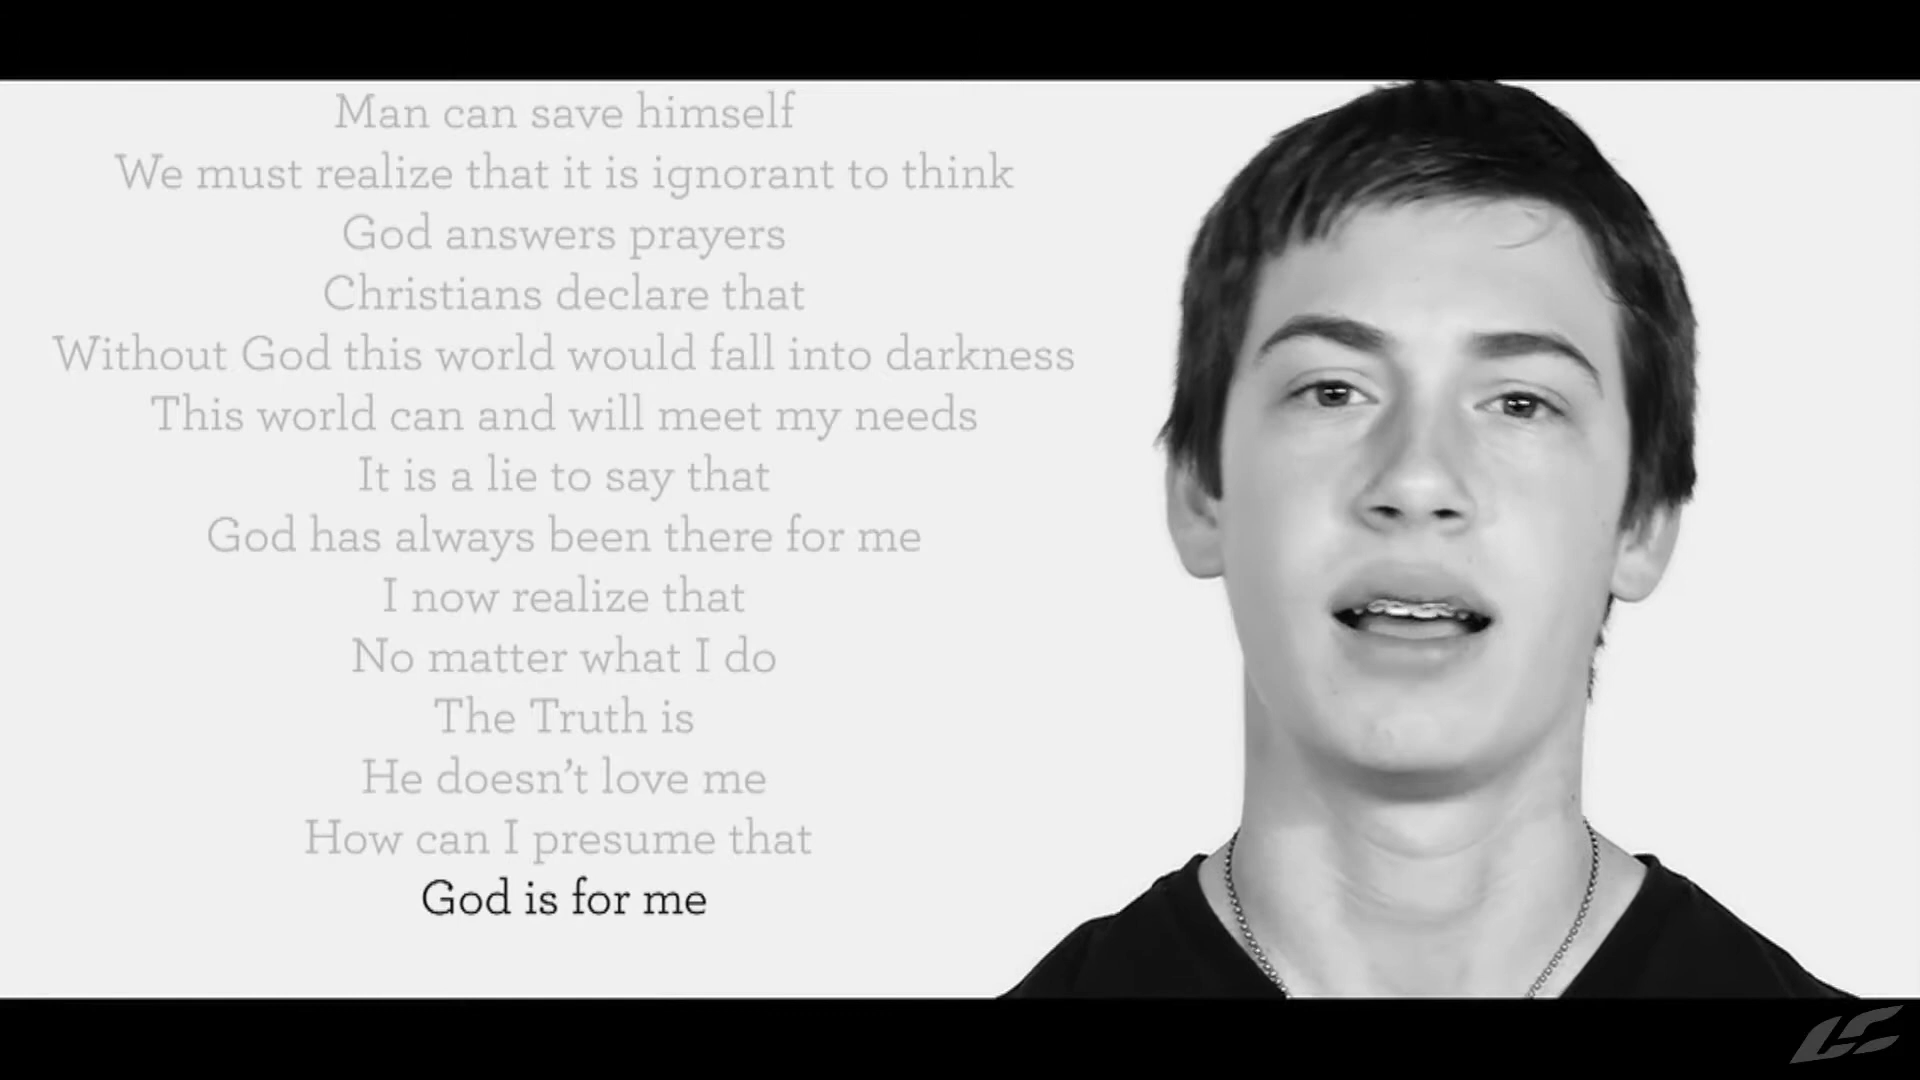 Man can save himself
We must realize that it is ignorant to think
God answers prayers
Christians declare that
Without God this world would fall into darkness
This world can and will meet my needs
It is a lie to say that
God has always been there for me
I now realize that
No matter what I do
The Truth is
He doesn't love me
How can I presume that
God is for me